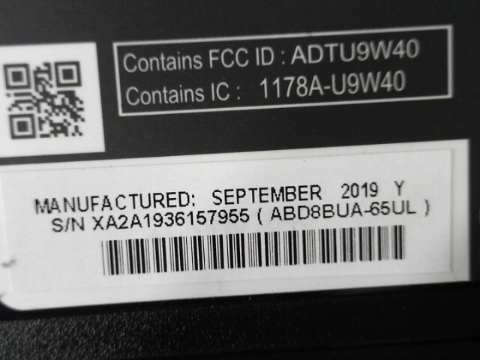 Contains FCC ID : ADTU9W40
Contains IC : 1178A-U9W40
MANUFACTURED: SEPTEMBER 2019 Y
S/N XA2A1936157955 ( ABD8BUA-65UL )